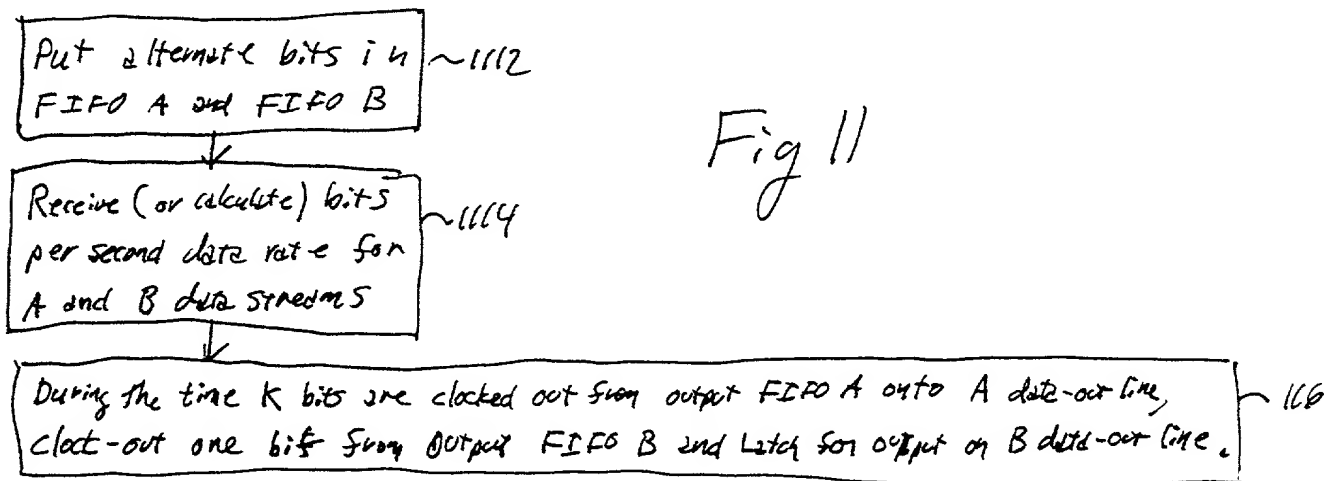 Put alternate bits in
FIFO A and FIFO B
~1112
Fig 11
Receive (or calculate) bits
per second data rate for
A and B data streams
~1114
During the time K bits are clocked out from output FIFO A onto A data-out line,
clock-out one bit from output FIFO B and Latch for output on B data-out line.
~116